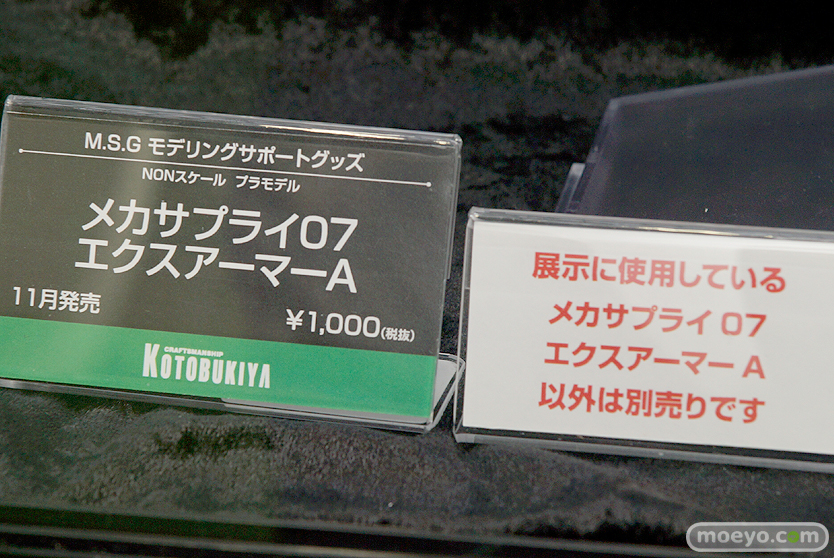 M.S.G モデリングサポートグッズ
NONスケール プラモデル
メカサプライ07
エクスアーマーA
11月発売
¥1,000(税抜)
CRAFTSMANSHIP
KOTOBUKIYA
展示に使用している
メカサプライ 07
エクスアーマー A
以外は別売りです
moeyo.com